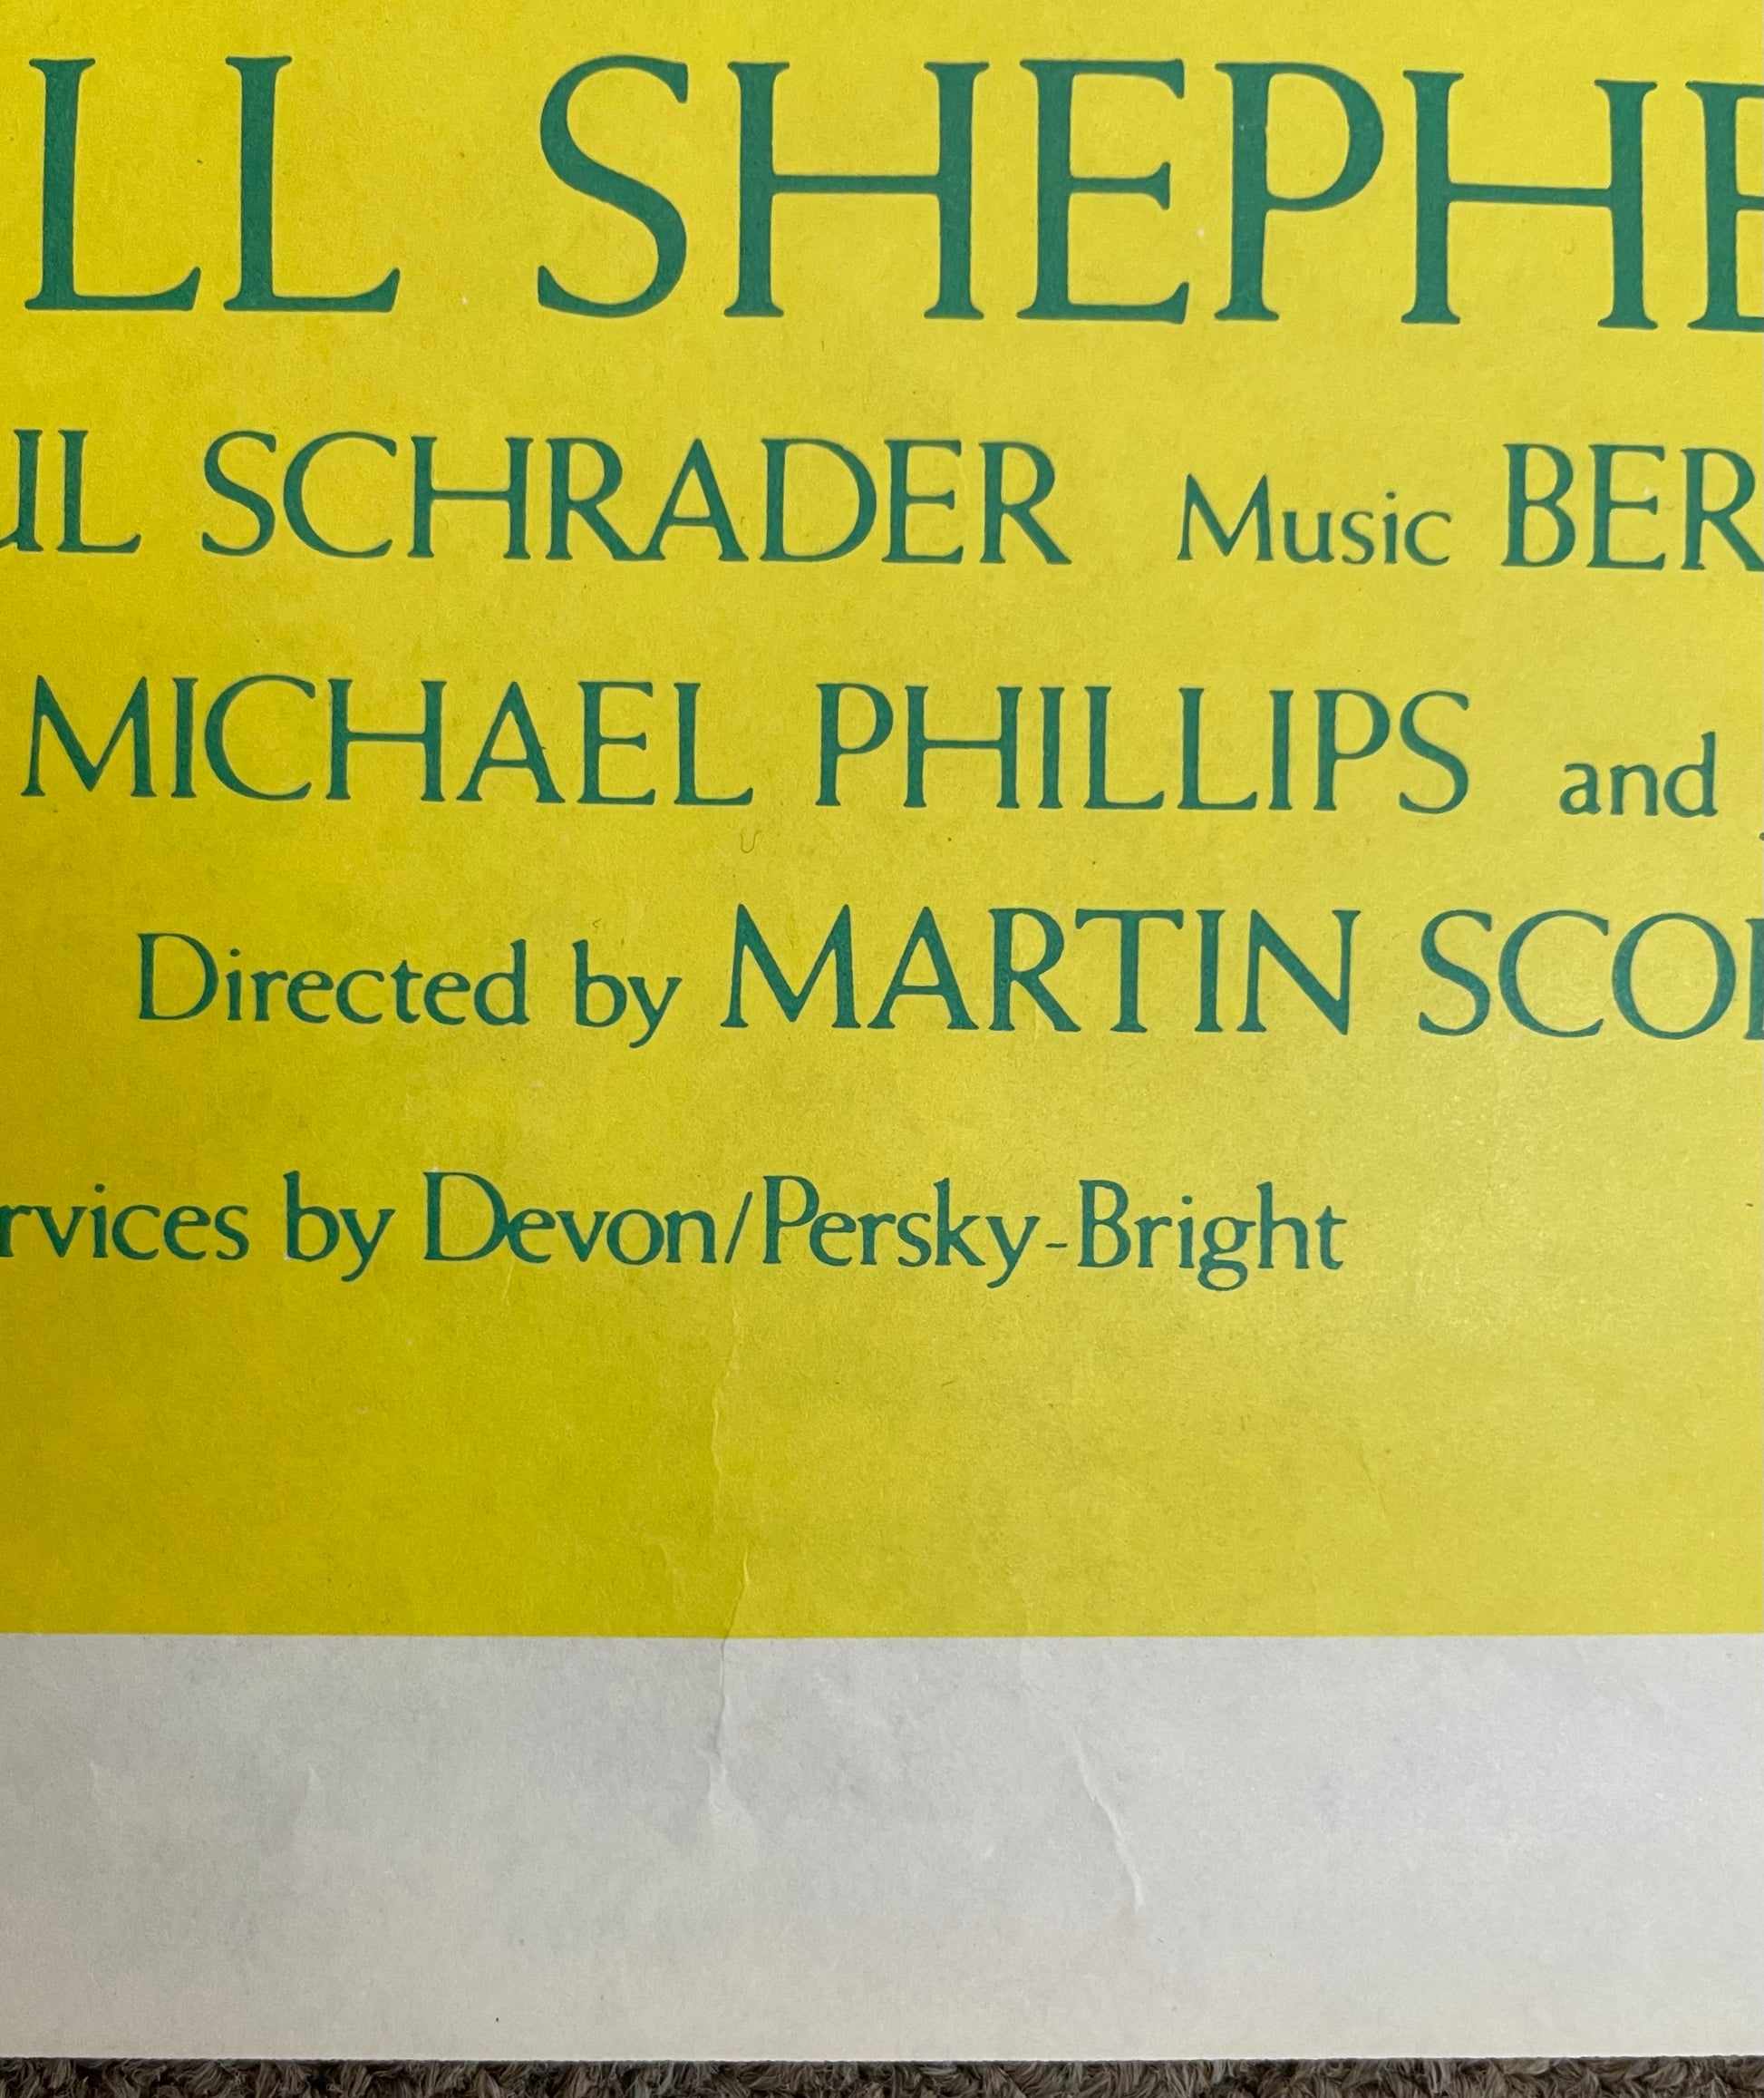 LL SHEPHE
UL SCHRADER Music BER
MICHAEL PHILLIPS and
Directed by MARTIN SCO
rvices by Devon/Persky-Bright